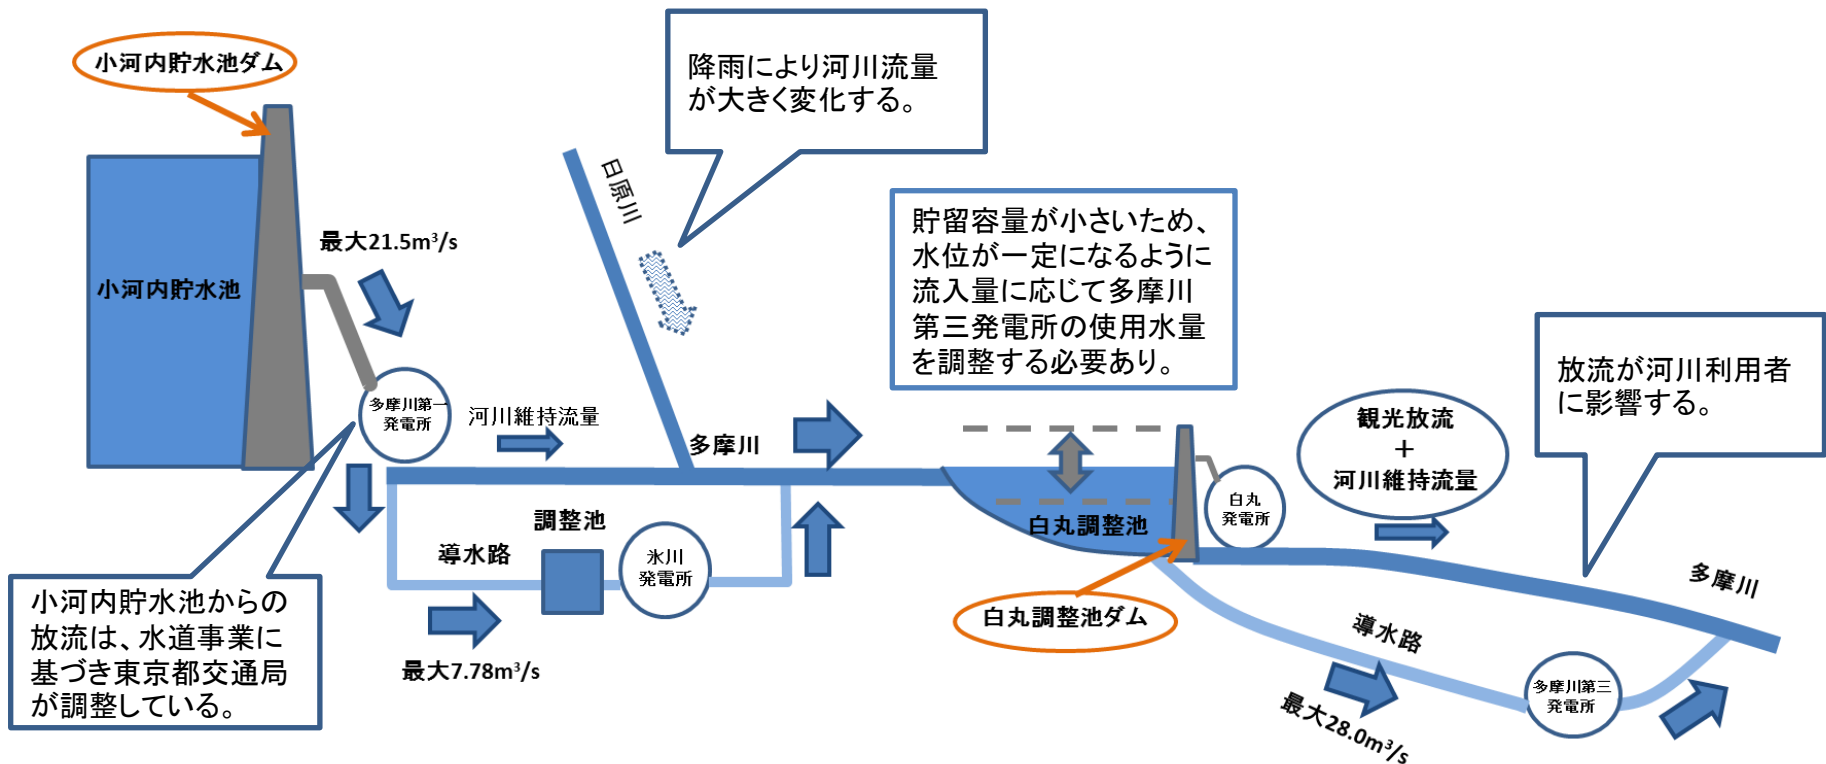 小河内貯水池ダム
降雨により河川流量
が大きく変化する。
日原川
最大21.5m³/s
小河内貯水池
貯留容量が小さいため、
水位が一定になるように
流入量に応じて多摩川
第三発電所の使用水量
を調整する必要あり。
放流が河川利用者
に影響する。
多摩川第一
発電所
河川維持流量
多摩川
観光放流
＋
河川維持流量
白丸
発電所
白丸調整池
調整池
導水路
氷川
発電所
小河内貯水池からの
放流は、水道事業に
基づき東京都交通局
が調整している。
最大7.78m³/s
白丸調整池ダム
多摩川
導水路
多摩川第三
発電所
最大28.0m³/s